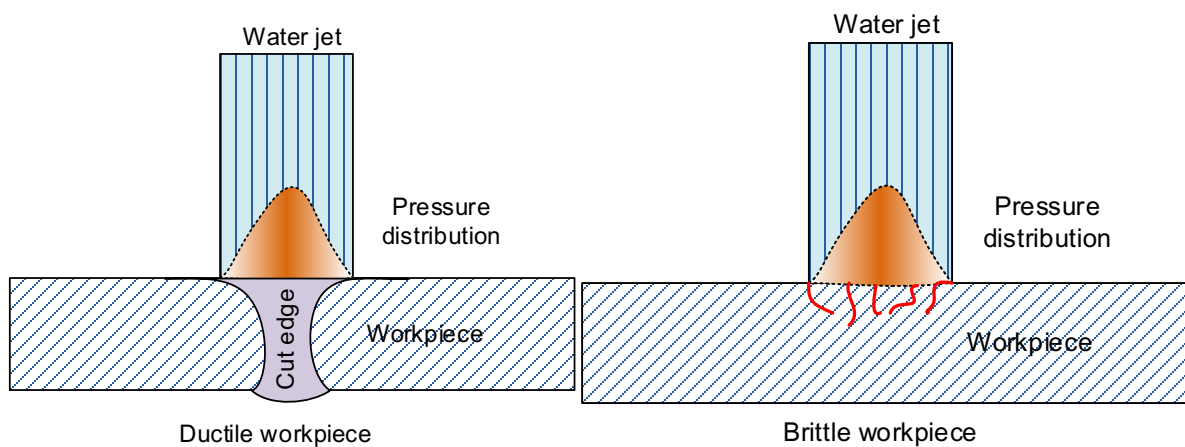 Water jet
Pressure
distribution
Cut edge
Workpiece
Ductile workpiece
Water jet
Pressure
distribution
Workpiece
Brittle workpiece